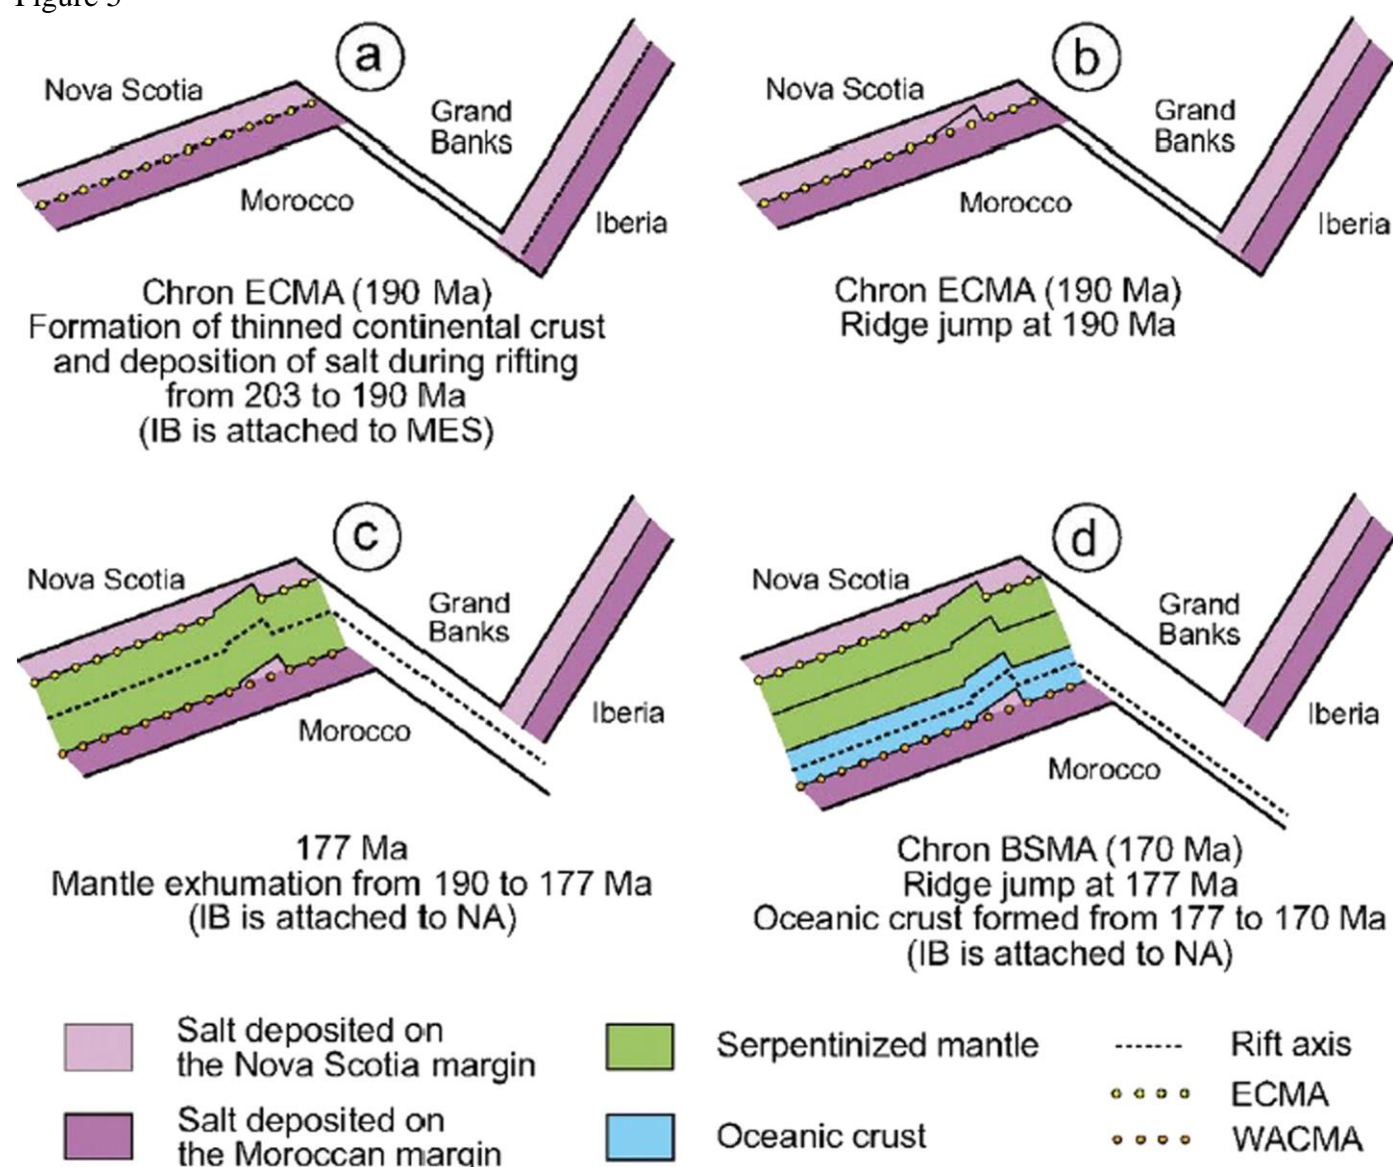 Figure 3
a
Nova Scotia
Grand
Banks
Morocco
Iberia
Chron ECMA (190 Ma)
Formation of thinned continental crust
and deposition of salt during rifting
from 203 to 190 Ma
(IB is attached to MES)
b
Nova Scotia
Grand
Banks
Morocco
Iberia
Chron ECMA (190 Ma)
Ridge jump at 190 Ma
c
Nova Scotia
Grand
Banks
Morocco
Iberia
177 Ma
Mantle exhumation from 190 to 177 Ma
(IB is attached to NA)
d
Nova Scotia
Grand
Banks
Morocco
Iberia
Chron BSMA (170 Ma)
Ridge jump at 177 Ma
Oceanic crust formed from 177 to 170 Ma
(IB is attached to NA)
Salt deposited on
the Nova Scotia margin
Salt deposited on
the Moroccan margin
Serpentinized mantle
Oceanic crust
Rift axis
ECMA
WACMA